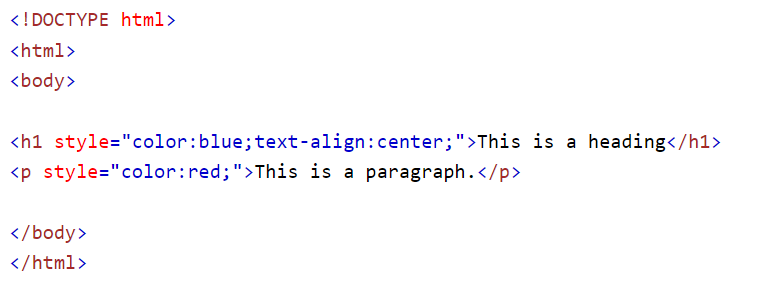 <!DOCTYPE html>
<html>
<body>
<h1 style="color:blue;text-align:center;">This is a heading</h1>
<p style="color:red;">This is a paragraph.</p>
</body>
</html>